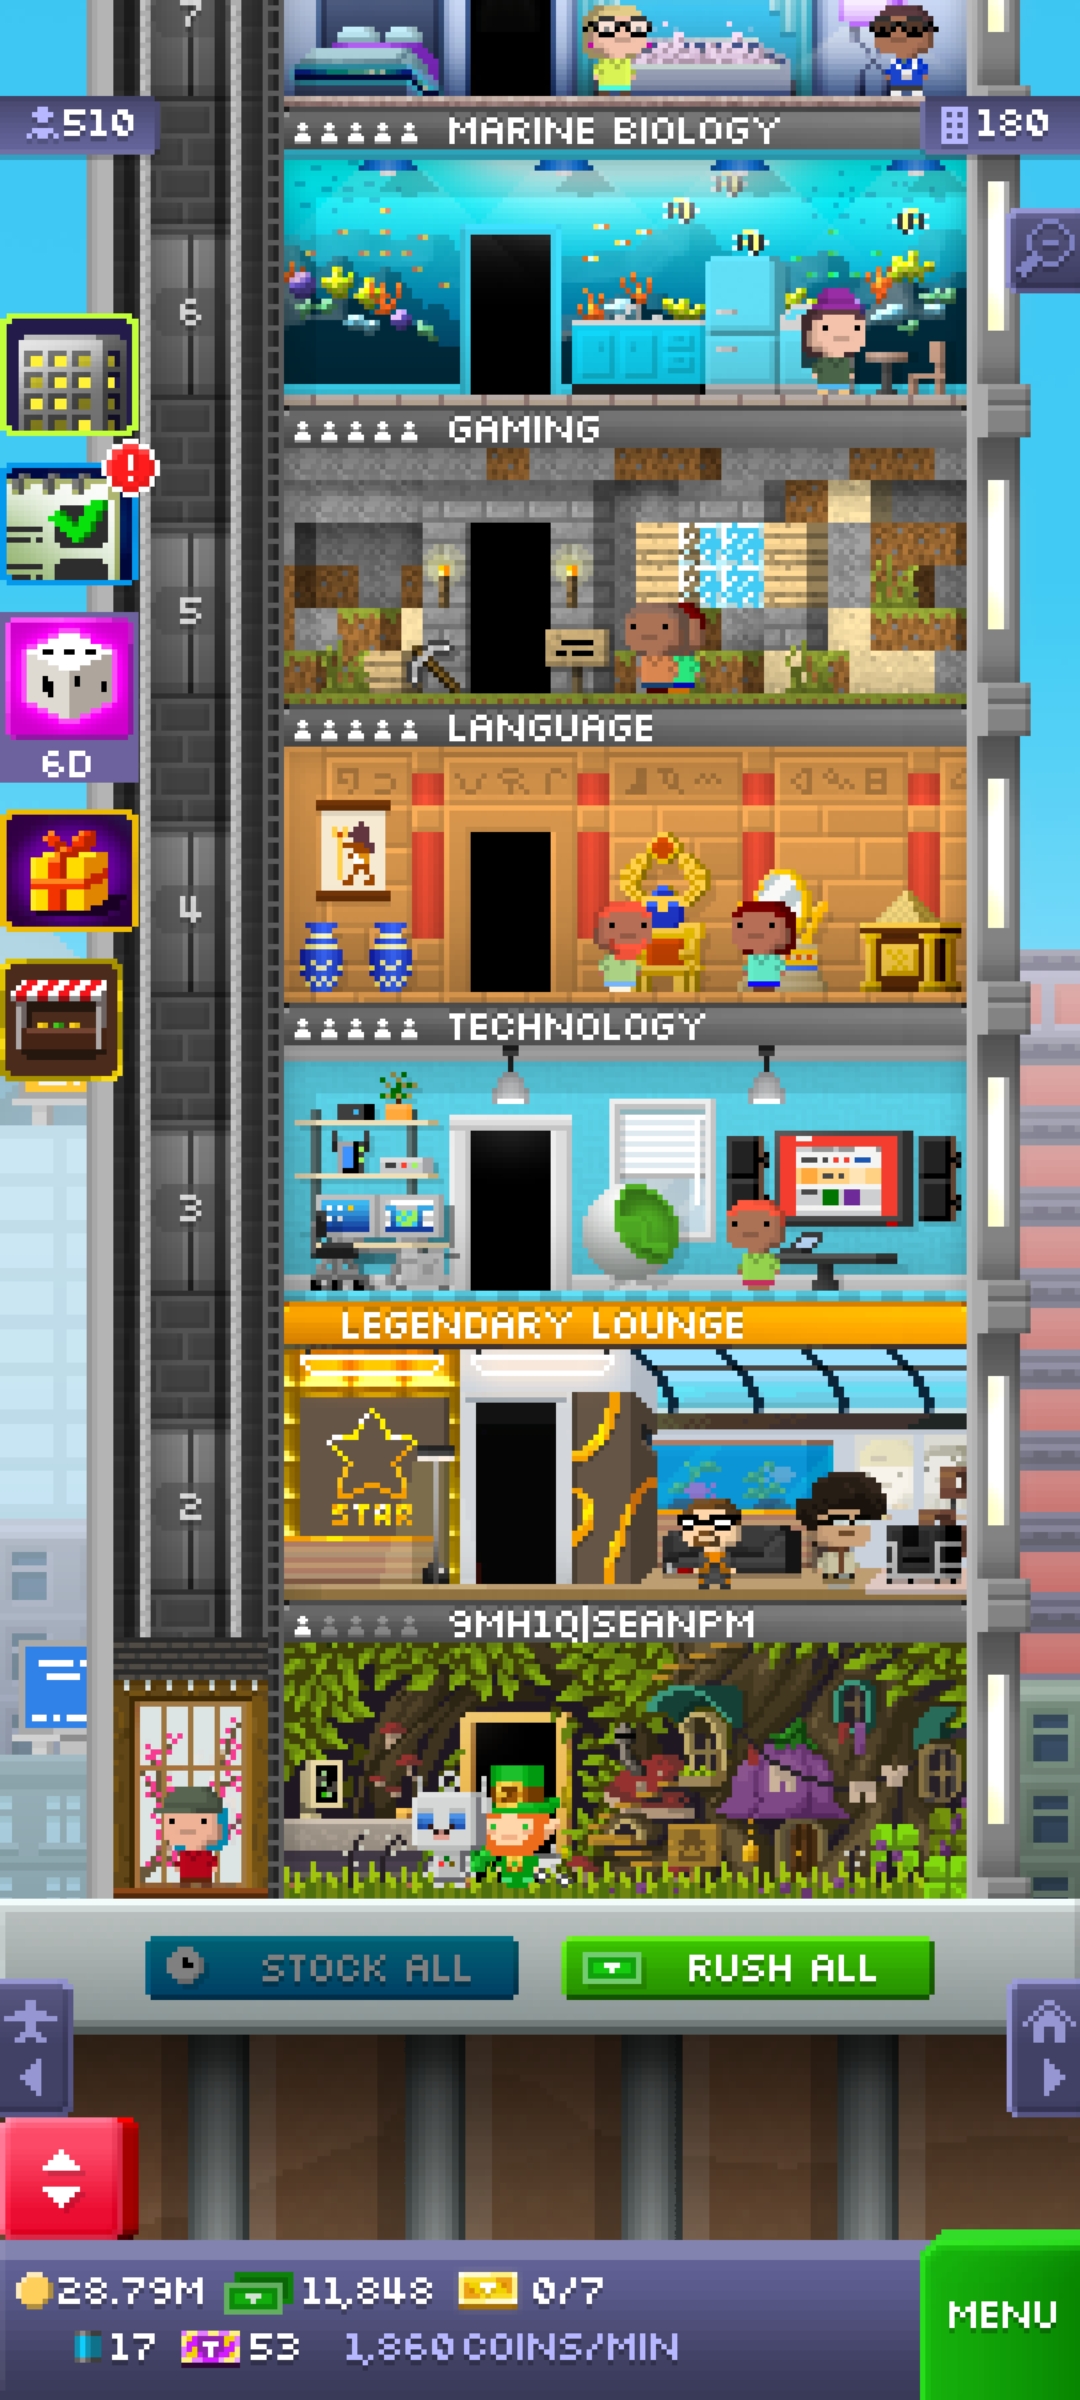 7
510
MARINE BIOLOGY
180
6
GAMING
5
LANGUAGE
6D
4
TECHNOLOGY
3
LEGENDARY LOUNGE
STAR
2
9MH1Q|SEANPM
STOCK ALL
RUSH ALL
28.79M 11,848 0/7
MENU
17 53 1,860 COINS/MIN